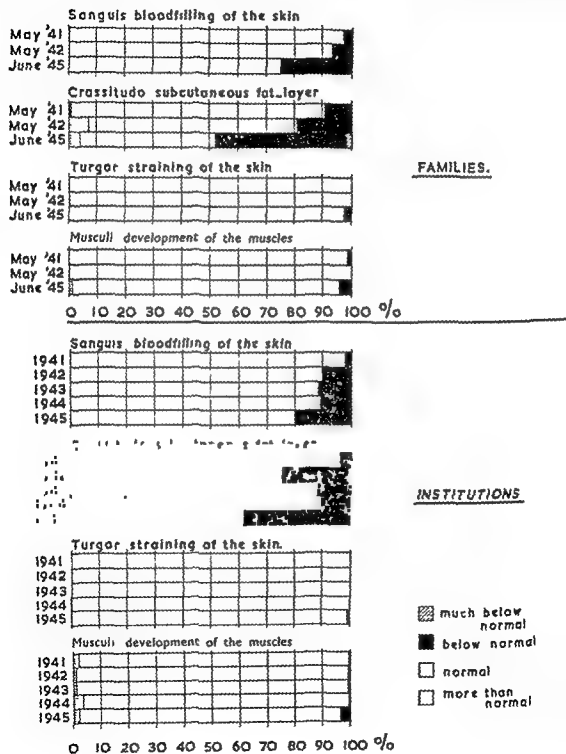 Sanguis bloodfilling of the skin
May '41
May '42
June '45
Crassitudo subcutaneous fat-layer
May '41
May '42
June '45
FAMILIES.
Turgor straining of the skin
May '41
May '42
June '45
Musculi development of the muscles
May '41
May '42
June '45
0 10 20 30 40 50 60 70 80 90 100 %
Sanguis bloodfilling of the skin
1941
1942
1943
1944
1945
INSTITUTIONS
Turgor straining of the skin.
1941
1942
1943
1944
1945
Musculi development of the muscles
1941
1942
1943
1944
1945
0 10 20 30 40 50 60 70 80 90 100 %
much below normal
below normal
normal
more than normal